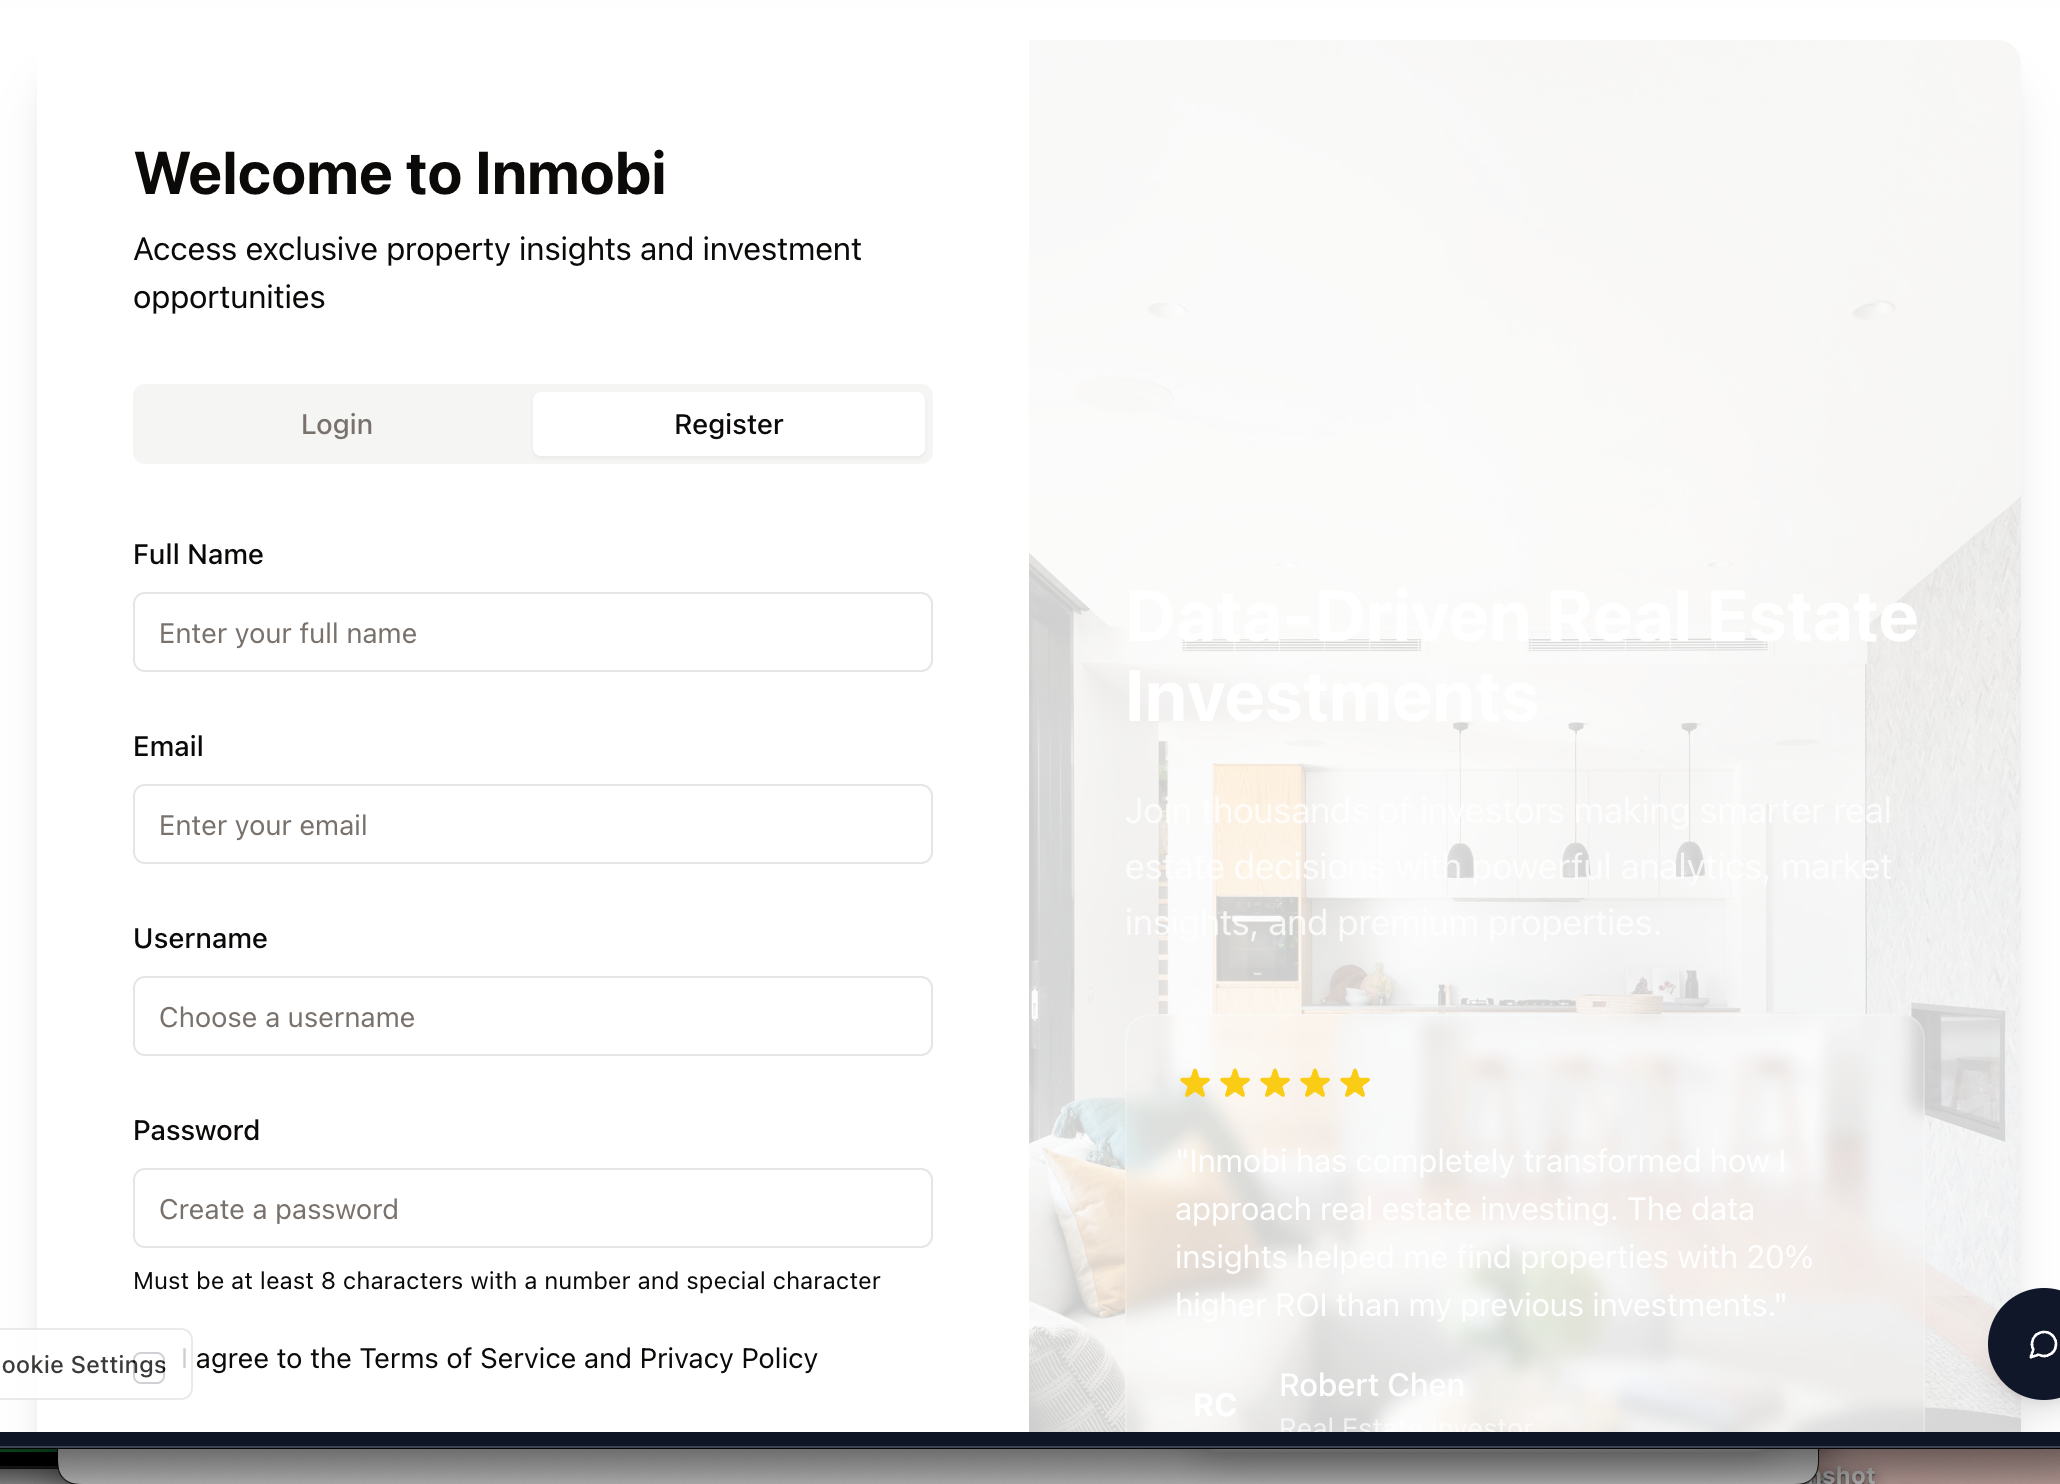 Welcome to Inmobi
Access exclusive property insights and investment
opportunities
Login
Register
Full Name
Enter your full name
Email
Enter your email
Username
Choose a username
Password
Create a password
Must be at least 8 characters with a number and special character
ookie Settings
I agree to the Terms of Service and Privacy Policy
Data-Driven Real Estate
Investments
Join thousands of investors making smarter real
estate decisions with powerful analytics, market
insights, and premium properties.
"Inmobi has completely transformed how I
approach real estate investing. The data
insights helped me find properties with 20%
higher ROI than my previous investments."
RC
Robert Chen
Real Estate Investor
nshot